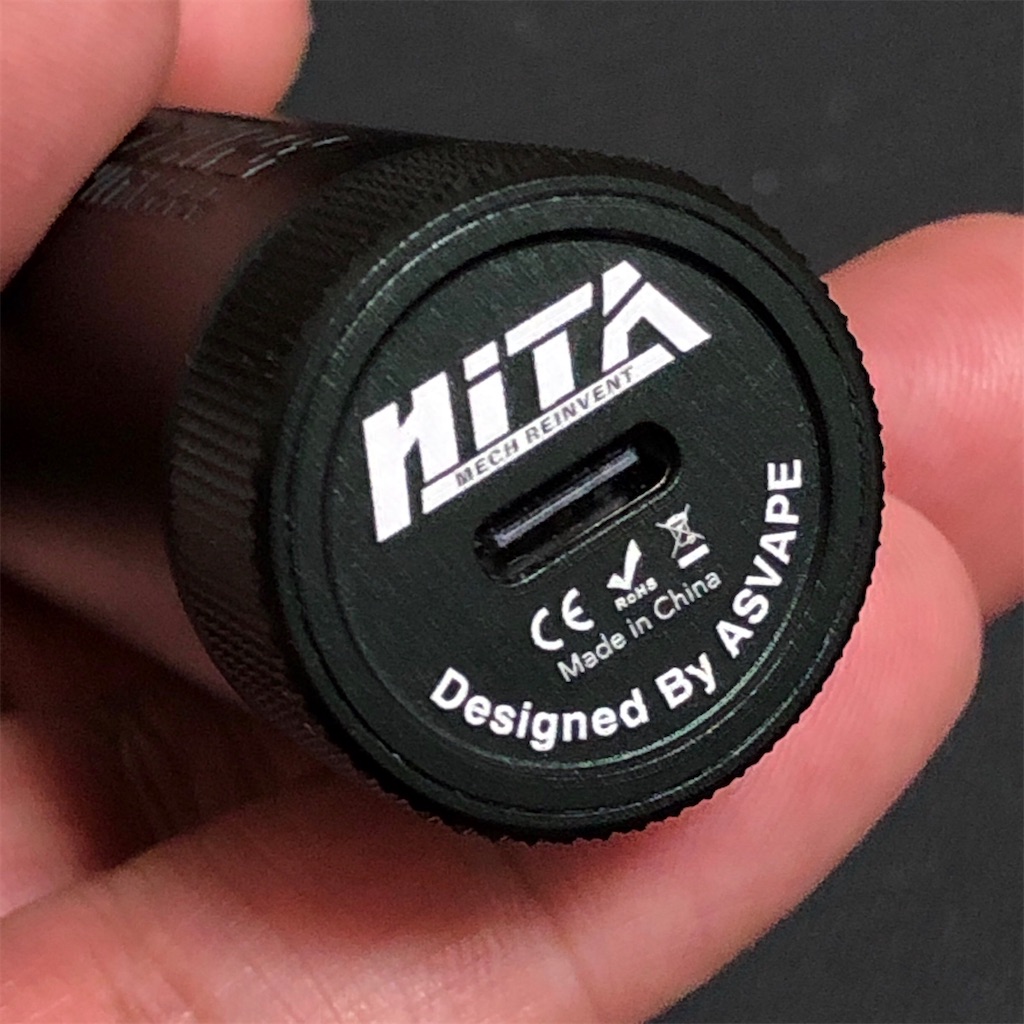 HiTA
MECH REINVENT
CE
RoHS
Made in China
Designed By ASVAPE